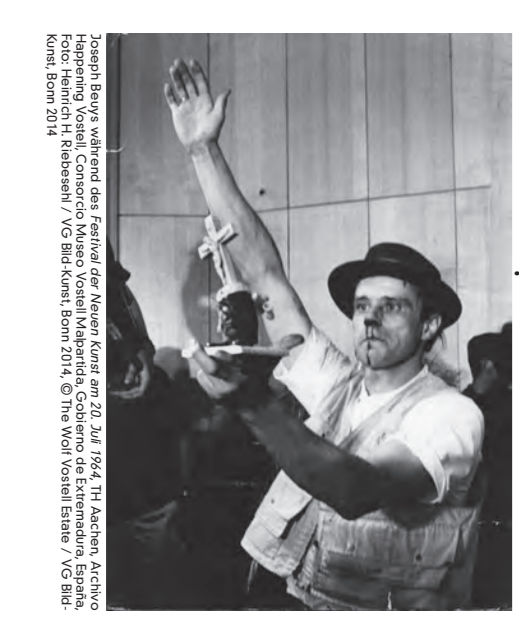 Joseph Beuys während des Festival der Neuen Kunst am 20. Juli 1964, TH Aachen, Archivo
Happening Vostell, Consorcio Museo Vostell Malpartida, Gobierno de Extremadura, España,
Foto: Heinrich H. Riebesehl / VG Bild-Kunst, Bonn 2014, © The Wolf Vostell Estate / VG Bild-
Kunst, Bonn 2014